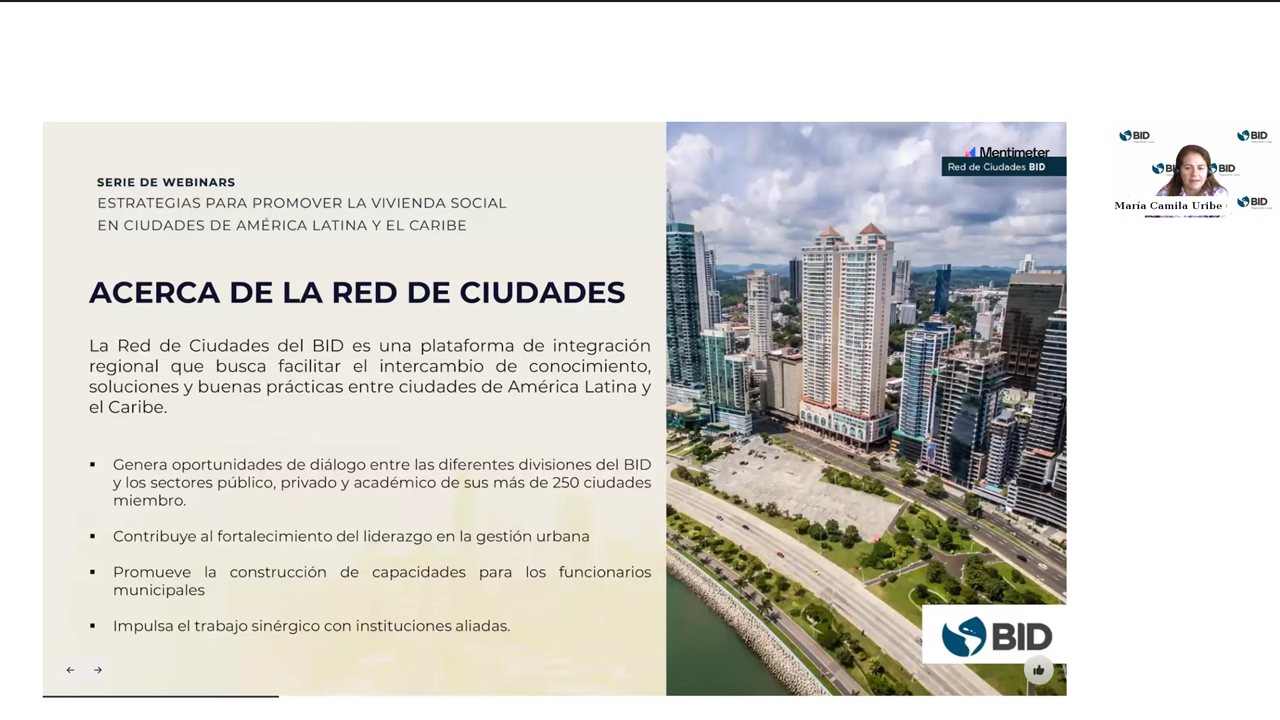 SERIE DE WEBINARS
ESTRATEGIAS PARA PROMOVER LA VIVIENDA SOCIAL
EN CIUDADES DE AMÉRICA LATINA Y EL CARIBE
ACERCA DE LA RED DE CIUDADES
La Red de Ciudades del BID es una plataforma de integración
regional que busca facilitar el intercambio de conocimiento,
soluciones y buenas prácticas entre ciudades de América Latina y
el Caribe.
▪ Genera oportunidades de diálogo entre las diferentes divisiones del BID
y los sectores público, privado y académico de sus más de 250 ciudades
miembro.
▪ Contribuye al fortalecimiento del liderazgo en la gestión urbana
▪ Promueve la construcción de capacidades para los funcionarios
municipales
▪ Impulsa el trabajo sinérgico con instituciones aliadas.
Mentimeter
Red de Ciudades BID
BID
BID
BID
BID
BID
María Camila Uribe
BID